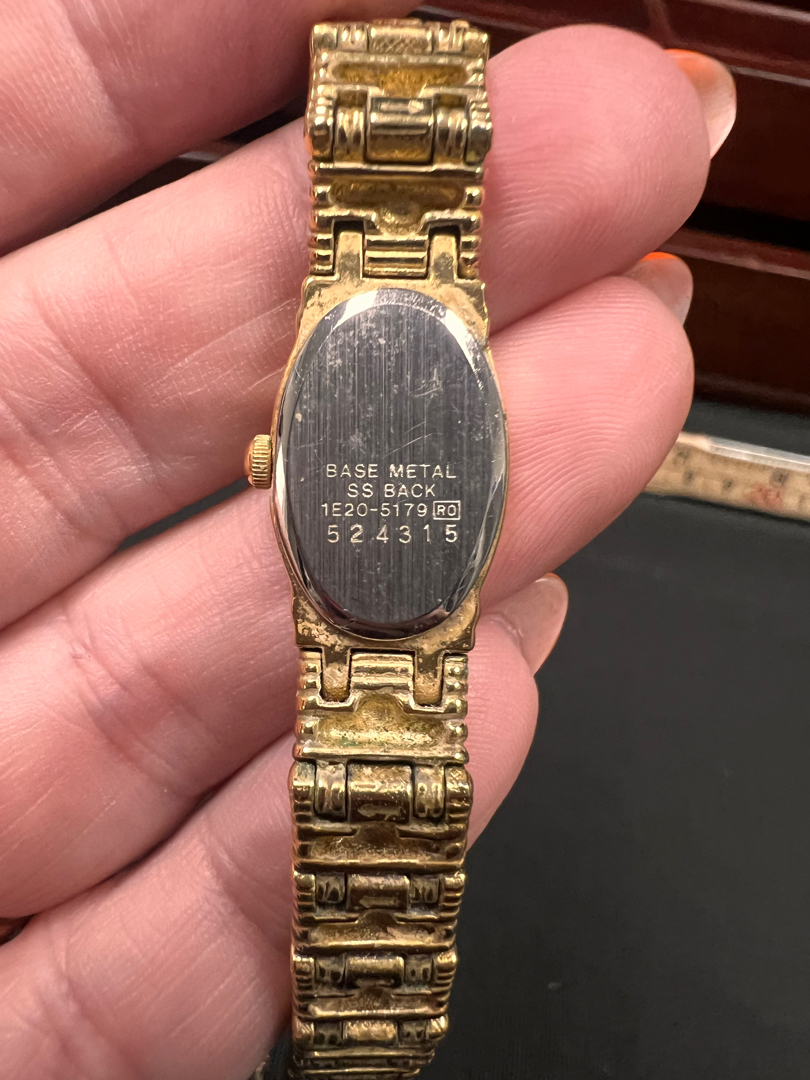 BASE METAL
SS BACK
1E20-5179 RO
524315